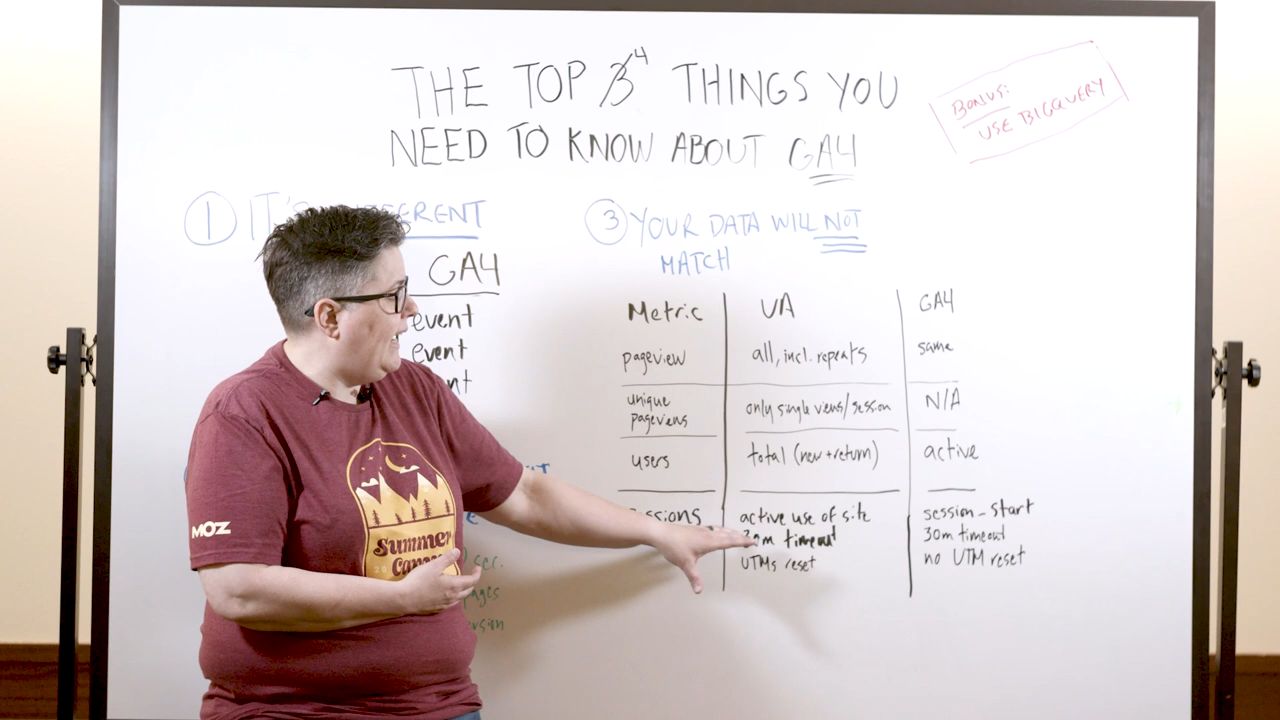 THE TOP 3 4 THINGS YOU
NEED TO KNOW ABOUT GA4
BONUS:
USE BIGQUERY
1 IT'S DIFFERENT
GA4
event
event
3 YOUR DATA WILL NOT
MATCH
Metric UA GA4
pageview all, incl. repeats same
unique
pageviews only single views/session N/A
users total (new + return) active
sessions active use of site session_start
30m timeout 30m timeout
UTMs reset no UTM reset
sec.
MOZ
Summer
Camp